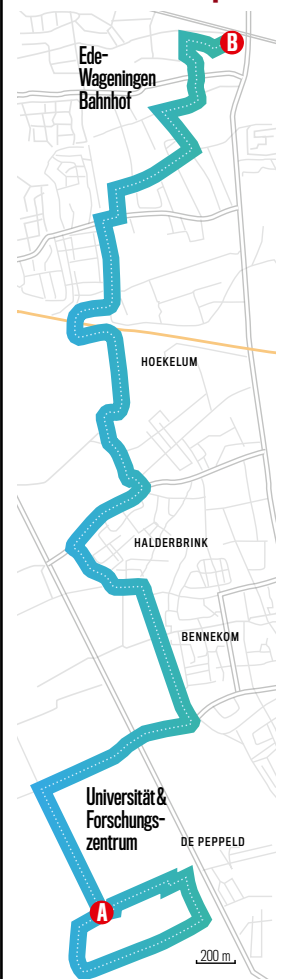 B
Ede-
Wageningen
Bahnhof
HOEKELUM
HALDERBRINK
BENNEKOM
Universität &
Forschungs-
zentrum
DE PEPPELD
A
200 m